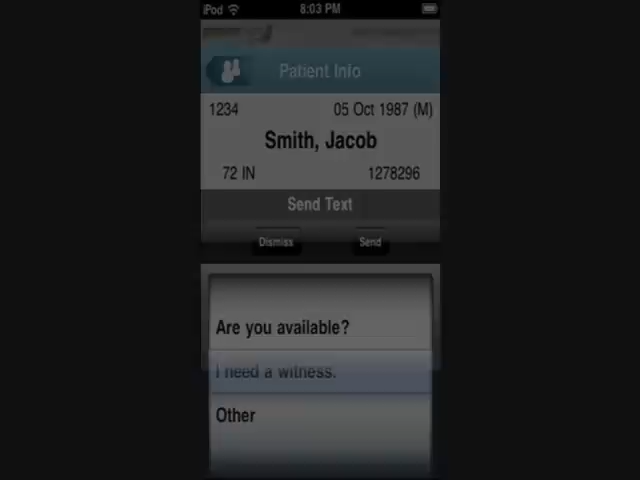 iPod 8:03 PM
Patient Info
1234 05 Oct 1987 (M)
Smith, Jacob
72 IN 1278296
Send Text
Dismiss Send
Are you available?
I need a witness.
Other